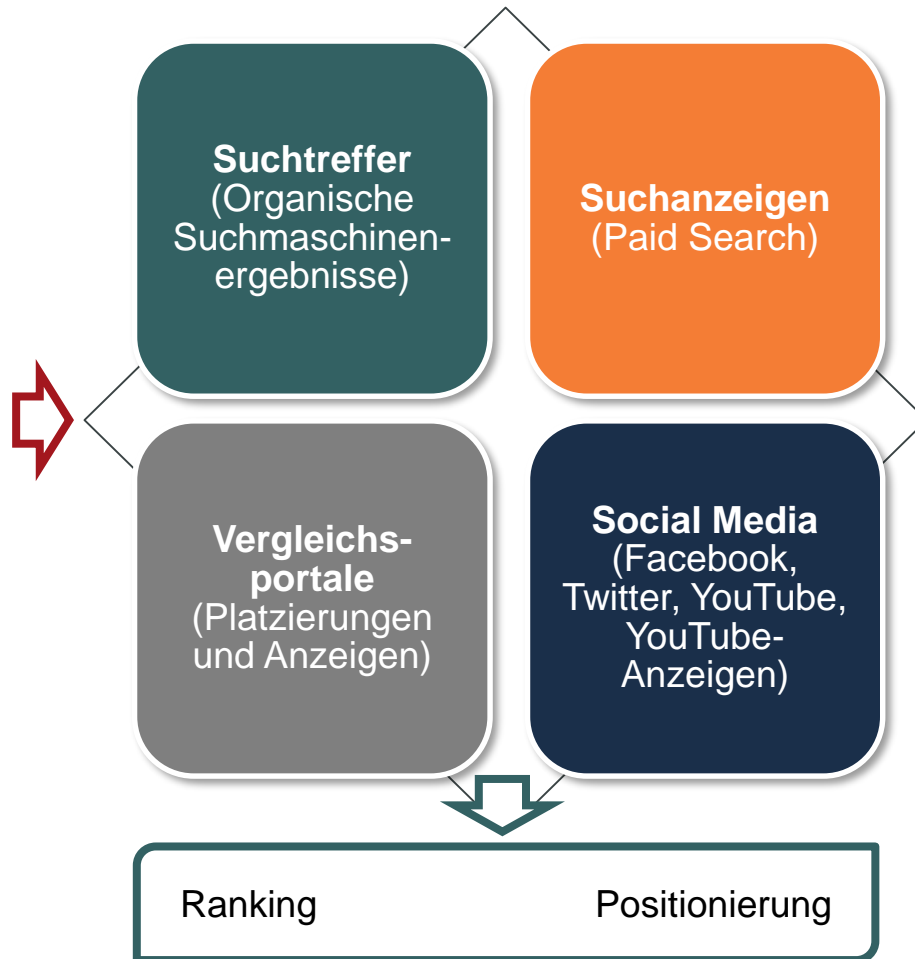 Suchtreffer
(Organische
Suchmaschinen-
ergebnisse)
Suchanzeigen
(Paid Search)
Vergleichs-
portale
(Platzierungen
und Anzeigen)
Social Media
(Facebook,
Twitter, YouTube,
YouTube-
Anzeigen)
Ranking
Positionierung